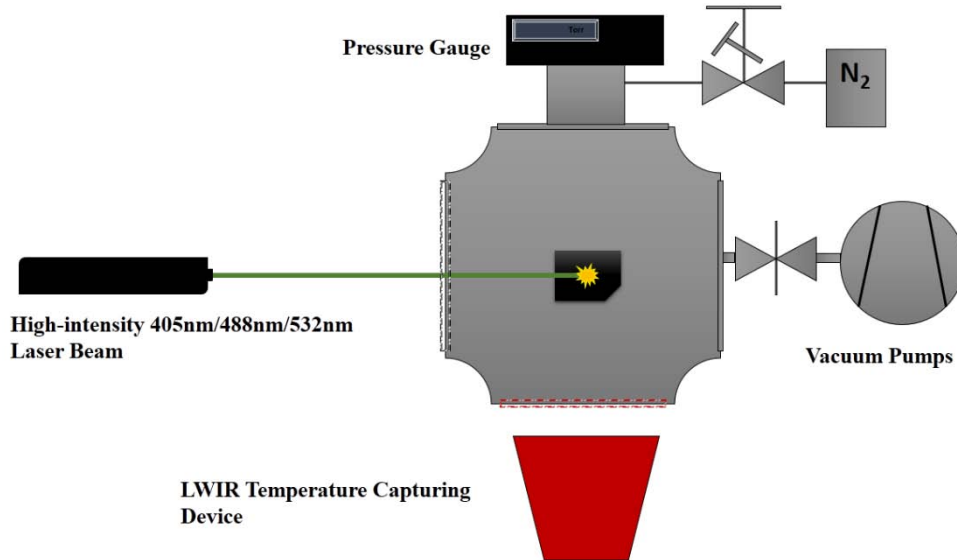 Pressure Gauge
Torr
N₂
High-intensity 405nm/488nm/532nm
Laser Beam
Vacuum Pumps
LWIR Temperature Capturing
Device